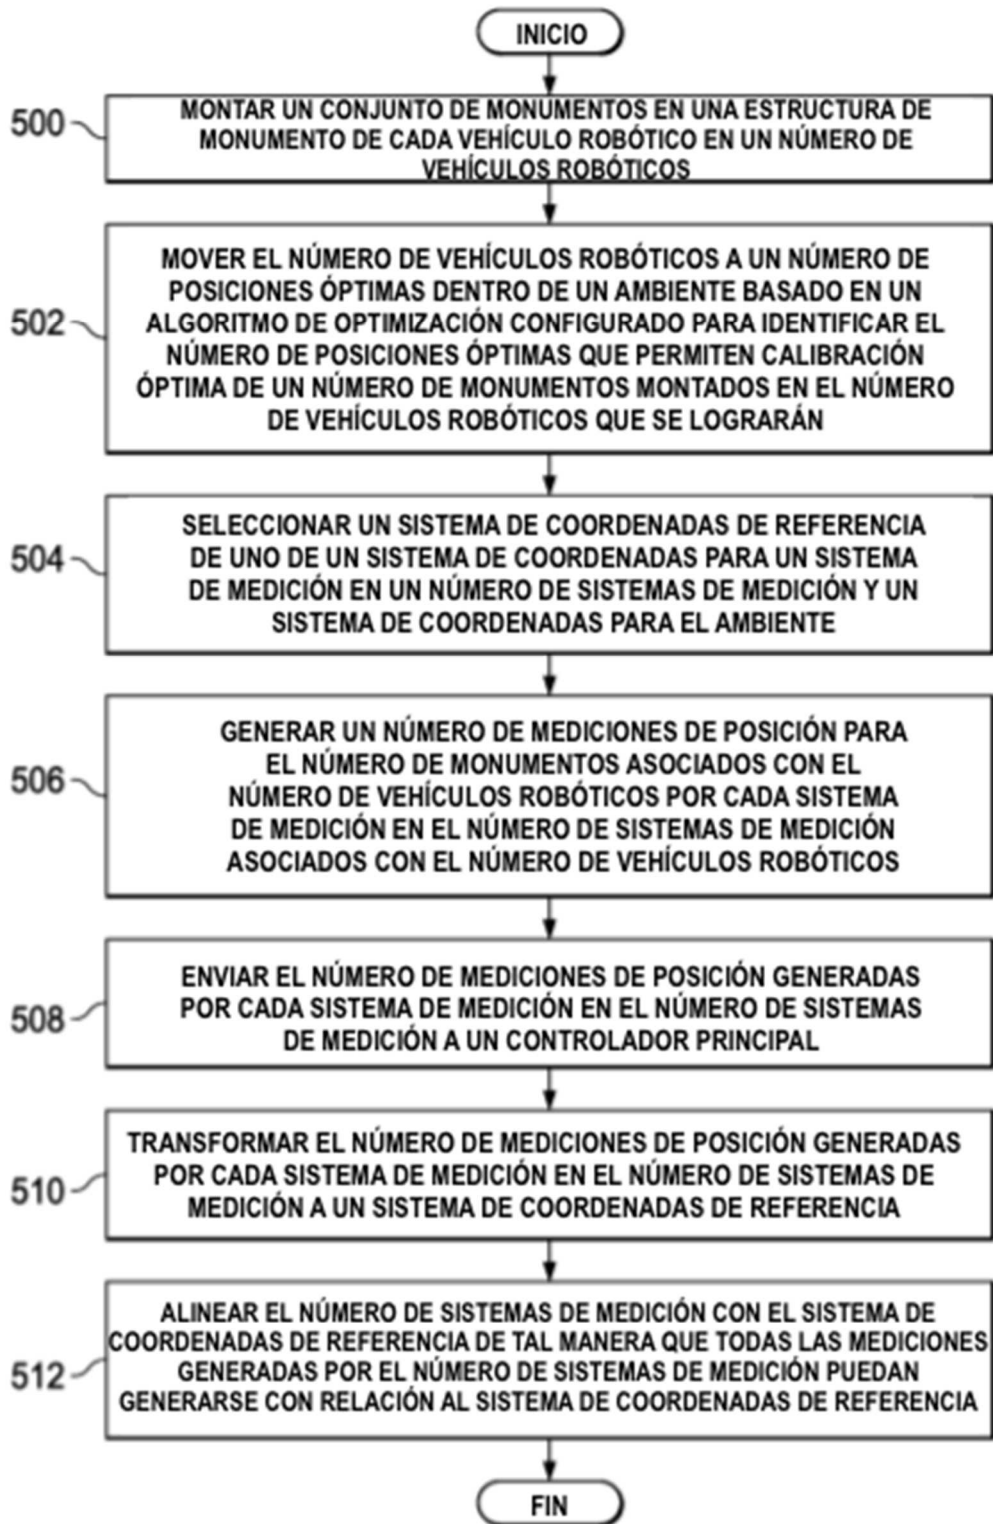 INICIO
500
MONTAR UN CONJUNTO DE MONUMENTOS EN UNA ESTRUCTURA DE
MONUMENTO DE CADA VEHÍCULO ROBÓTICO EN UN NÚMERO DE
VEHÍCULOS ROBÓTICOS
502
MOVER EL NÚMERO DE VEHÍCULOS ROBÓTICOS A UN NÚMERO DE
POSICIONES ÓPTIMAS DENTRO DE UN AMBIENTE BASADO EN UN
ALGORITMO DE OPTIMIZACIÓN CONFIGURADO PARA IDENTIFICAR EL
NÚMERO DE POSICIONES ÓPTIMAS QUE PERMITEN CALIBRACIÓN
ÓPTIMA DE UN NÚMERO DE MONUMENTOS MONTADOS EN EL NÚMERO
DE VEHÍCULOS ROBÓTICOS QUE SE LOGRARÁN
504
SELECCIONAR UN SISTEMA DE COORDENADAS DE REFERENCIA
DE UNO DE UN SISTEMA DE COORDENADAS PARA UN SISTEMA
DE MEDICIÓN EN UN NÚMERO DE SISTEMAS DE MEDICIÓN Y UN
SISTEMA DE COORDENADAS PARA EL AMBIENTE
506
GENERAR UN NÚMERO DE MEDICIONES DE POSICIÓN PARA
EL NÚMERO DE MONUMENTOS ASOCIADOS CON EL
NÚMERO DE VEHÍCULOS ROBÓTICOS POR CADA SISTEMA
DE MEDICIÓN EN EL NÚMERO DE SISTEMAS DE MEDICIÓN
ASOCIADOS CON EL NÚMERO DE VEHÍCULOS ROBÓTICOS
508
ENVIAR EL NÚMERO DE MEDICIONES DE POSICIÓN GENERADAS
POR CADA SISTEMA DE MEDICIÓN EN EL NÚMERO DE SISTEMAS
DE MEDICIÓN A UN CONTROLADOR PRINCIPAL
510
TRANSFORMAR EL NÚMERO DE MEDICIONES DE POSICIÓN GENERADAS
POR CADA SISTEMA DE MEDICIÓN EN EL NÚMERO DE SISTEMAS DE
MEDICIÓN A UN SISTEMA DE COORDENADAS DE REFERENCIA
512
ALINEAR EL NÚMERO DE SISTEMAS DE MEDICIÓN CON EL SISTEMA DE
COORDENADAS DE REFERENCIA DE TAL MANERA QUE TODAS LAS MEDICIONES
GENERADAS POR EL NÚMERO DE SISTEMAS DE MEDICIÓN PUEDAN
GENERARSE CON RELACIÓN AL SISTEMA DE COORDENADAS DE REFERENCIA
FIN